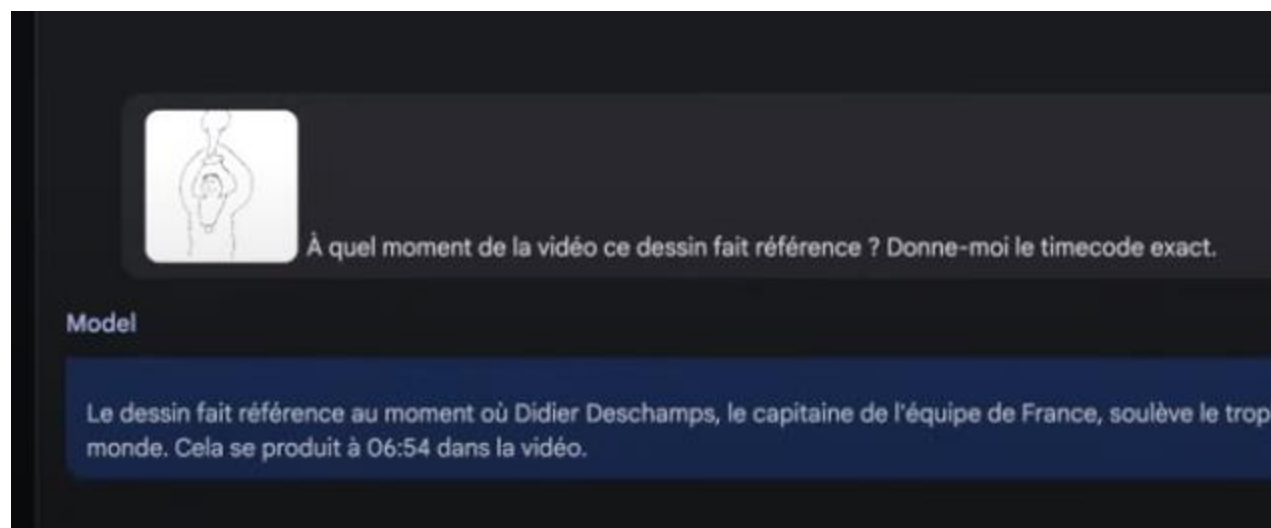 À quel moment de la vidéo ce dessin fait référence ? Donne-moi le timecode exact.
Model
Le dessin fait référence au moment où Didier Deschamps, le capitaine de l'équipe de France, soulève le trop
monde. Cela se produit à 06:54 dans la vidéo.